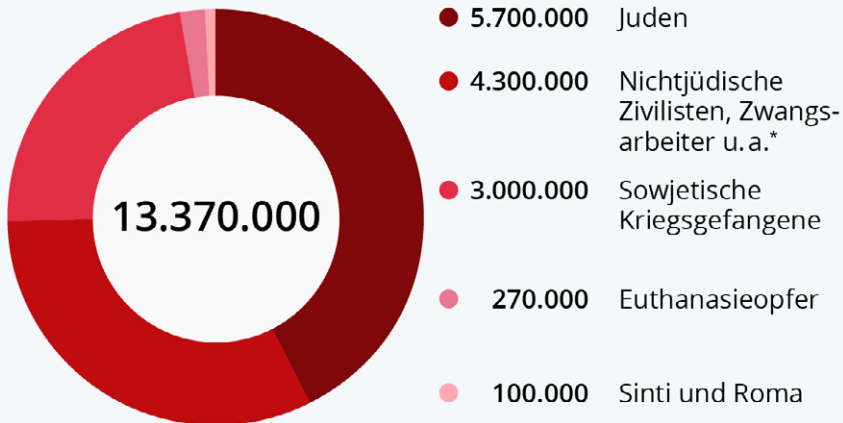 13.370.000
5.700.000 Juden
4.300.000 Nichtjüdische
Zivilisten, Zwangs-
arbeiter u. a.*
3.000.000 Sowjetische
Kriegsgefangene
270.000 Euthanasieopfer
100.000 Sinti und Roma